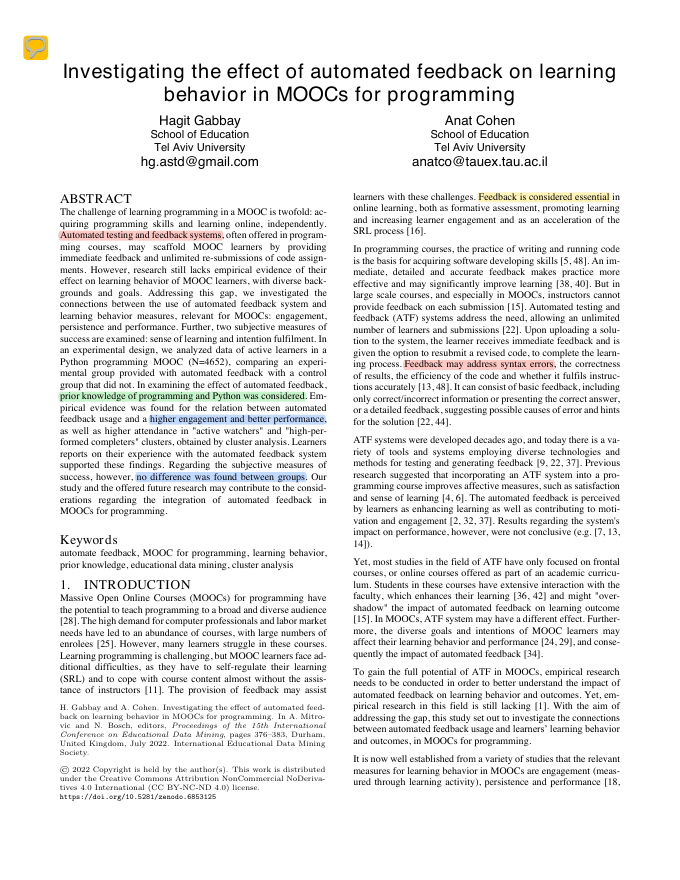 Investigating the effect of automated feedback on learning
behavior in MOOCs for programming
Hagit Gabbay
School of Education
Tel Aviv University
hg.astd@gmail.com
Anat Cohen
School of Education
Tel Aviv University
anatco@tauex.tau.ac.il
ABSTRACT
The challenge of learning programming in a MOOC is twofold: ac-
quiring programming skills and learning online, independently.
Automated testing and feedback systems, often offered in program-
ming courses, may scaffold MOOC learners by providing
immediate feedback and unlimited re-submissions of code assign-
ments. However, research still lacks empirical evidence of their
effect on learning behavior of MOOC learners, with diverse back-
grounds and goals. Addressing this gap, we investigated the
connections between the use of automated feedback system and
learning behavior measures, relevant for MOOCs: engagement,
persistence and performance. Further, two subjective measures of
success are examined: sense of learning and intention fulfilment. In
an experimental design, we analyzed data of active learners in a
Python programming MOOC (N=4652), comparing an experi-
mental group provided with automated feedback with a control
group that did not. In examining the effect of automated feedback,
prior knowledge of programming and Python was considered. Em-
pirical evidence was found for the relation between automated
feedback usage and a higher engagement and better performance,
as well as higher attendance in "active watchers" and "high-per-
formed completers" clusters, obtained by cluster analysis. Learners
reports on their experience with the automated feedback system
supported these findings. Regarding the subjective measures of
success, however, no difference was found between groups. Our
study and the offered future research may contribute to the consid-
erations regarding the integration of automated feedback in
MOOCs for programming.
Keywords
automate feedback, MOOC for programming, learning behavior,
prior knowledge, educational data mining, cluster analysis
1. INTRODUCTION
Massive Open Online Courses (MOOCs) for programming have
the potential to teach programming to a broad and diverse audience
[28]. The high demand for computer professionals and labor market
needs have led to an abundance of courses, with large numbers of
enrolees [25]. However, many learners struggle in these courses.
Learning programming is challenging, but MOOC learners face ad-
ditional difficulties, as they have to self-regulate their learning
(SRL) and to cope with course content almost without the assis-
tance of instructors [11]. The provision of feedback may assist
H. Gabbay and A. Cohen. Investigating the effect of automated feed-
back on learning behavior in MOOCs for programming. In A. Mitro-
vic and N. Bosch, editors, Proceedings of the 15th International
Conference on Educational Data Mining, pages 376–383, Durham,
United Kingdom, July 2022. International Educational Data Mining
Society.
© 2022 Copyright is held by the author(s). This work is distributed
under the Creative Commons Attribution NonCommercial NoDeriva-
tives 4.0 International (CC BY-NC-ND 4.0) license.
https://doi.org/10.5281/zenodo.6853125
learners with these challenges. Feedback is considered essential in
online learning, both as formative assessment, promoting learning
and increasing learner engagement and as an acceleration of the
SRL process [16].
In programming courses, the practice of writing and running code
is the basis for acquiring software developing skills [5, 48]. An im-
mediate, detailed and accurate feedback makes practice more
effective and may significantly improve learning [38, 40]. But in
large scale courses, and especially in MOOCs, instructors cannot
provide feedback on each submission [15]. Automated testing and
feedback (ATF) systems address the need, allowing an unlimited
number of learners and submissions [22]. Upon uploading a solu-
tion to the system, the learner receives immediate feedback and is
given the option to resubmit a revised code, to complete the learn-
ing process. Feedback may address syntax errors, the correctness
of results, the efficiency of the code and whether it fulfils instruc-
tions accurately [13, 48]. It can consist of basic feedback, including
only correct/incorrect information or presenting the correct answer,
or a detailed feedback, suggesting possible causes of error and hints
for the solution [22, 44].
ATF systems were developed decades ago, and today there is a va-
riety of tools and systems employing diverse technologies and
methods for testing and generating feedback [9, 22, 37]. Previous
research suggested that incorporating an ATF system into a pro-
gramming course improves affective measures, such as satisfaction
and sense of learning [4, 6]. The automated feedback is perceived
by learners as enhancing learning as well as contributing to moti-
vation and engagement [2, 32, 37]. Results regarding the system's
impact on performance, however, were not conclusive (e.g. [7, 13,
14]).
Yet, most studies in the field of ATF have only focused on frontal
courses, or online courses offered as part of an academic curricu-
lum. Students in these courses have extensive interaction with the
faculty, which enhances their learning [36, 42] and might "over-
shadow" the impact of automated feedback on learning outcome
[15]. In MOOCs, ATF system may have a different effect. Further-
more, the diverse goals and intentions of MOOC learners may
affect their learning behavior and performance [24, 29], and conse-
quently the impact of automated feedback [34].
To gain the full potential of ATF in MOOCs, empirical research
needs to be conducted in order to better understand the impact of
automated feedback on learning behavior and outcomes. Yet, em-
pirical research in this field is still lacking [1]. With the aim of
addressing the gap, this study set out to investigate the connections
between automated feedback usage and learners' learning behavior
and outcomes, in MOOCs for programming.
It is now well established from a variety of studies that the relevant
measures for learning behavior in MOOCs are engagement (meas-
ured through learning activity), persistence and performance [18,